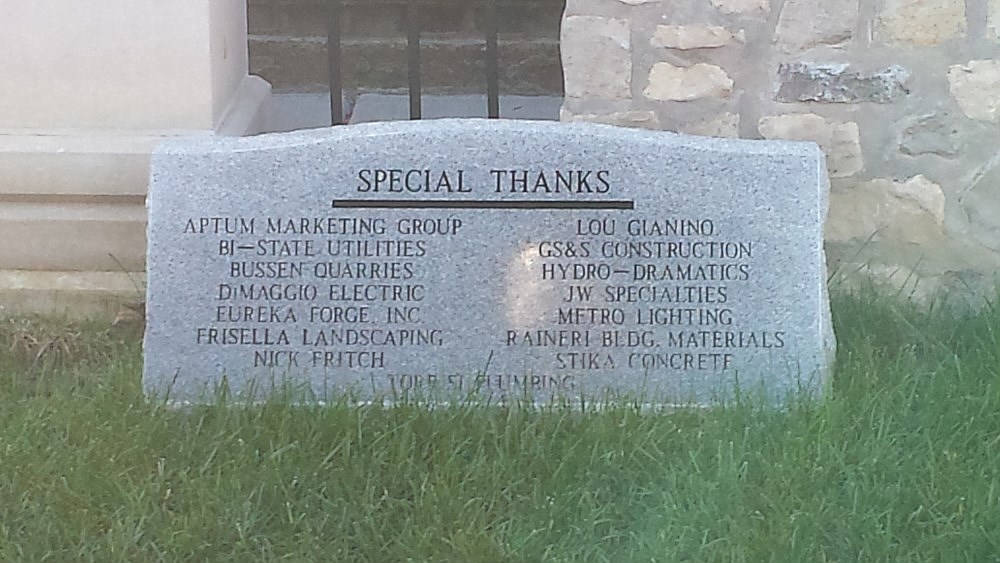 SPECIAL THANKS
APTUM MARKETING GROUP
BI-STATE UTILITIES
BUSSEN QUARRIES
DiMAGGIO ELECTRIC
EUREKA FORGE, INC.
FRISELLA LANDSCAPING
NICK FRITCH
LOU GIANINO
GS&S CONSTRUCTION
HYDRO-DRAMATICS
JW SPECIALTIES
METRO LIGHTING
RAINERI BLDG. MATERIALS
STIKA CONCRETE
PLUMBING